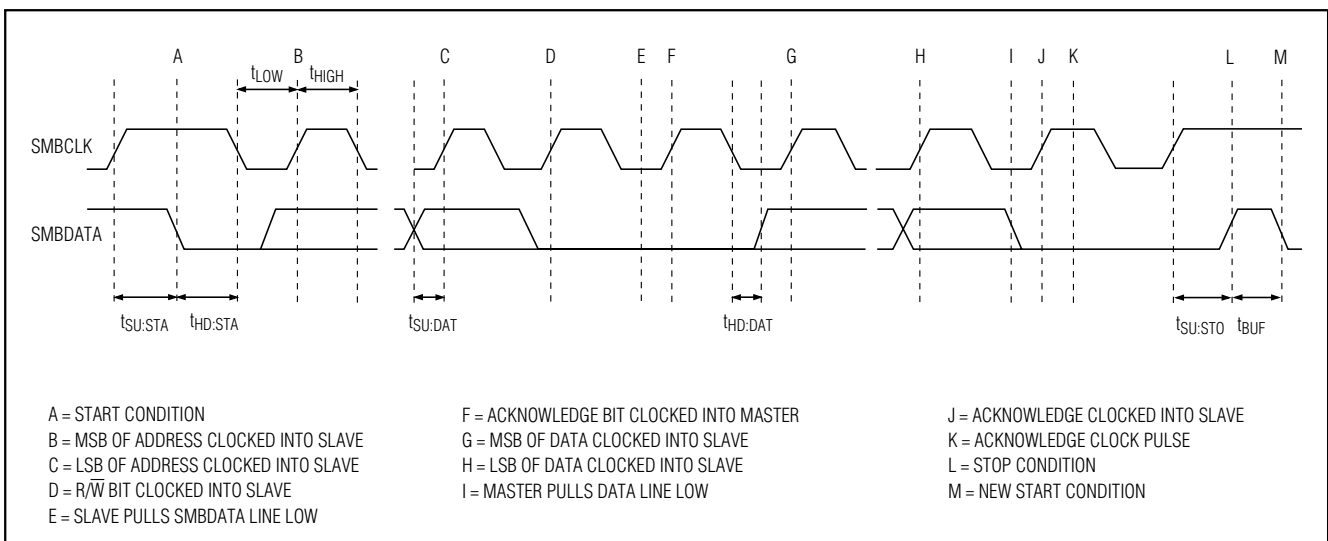 A B C D E F G H I J K L M
tLOW tHIGH
SMBCLK
SMBDATA
tSU:STA tHD:STA tSU:DAT tHD:DAT tSU:STO tBUF
A = START CONDITION
B = MSB OF ADDRESS CLOCKED INTO SLAVE
C = LSB OF ADDRESS CLOCKED INTO SLAVE
D = R/W̅ BIT CLOCKED INTO SLAVE
E = SLAVE PULLS SMBDATA LINE LOW
F = ACKNOWLEDGE BIT CLOCKED INTO MASTER
G = MSB OF DATA CLOCKED INTO SLAVE
H = LSB OF DATA CLOCKED INTO SLAVE
I = MASTER PULLS DATA LINE LOW
J = ACKNOWLEDGE CLOCKED INTO SLAVE
K = ACKNOWLEDGE CLOCK PULSE
L = STOP CONDITION
M = NEW START CONDITION